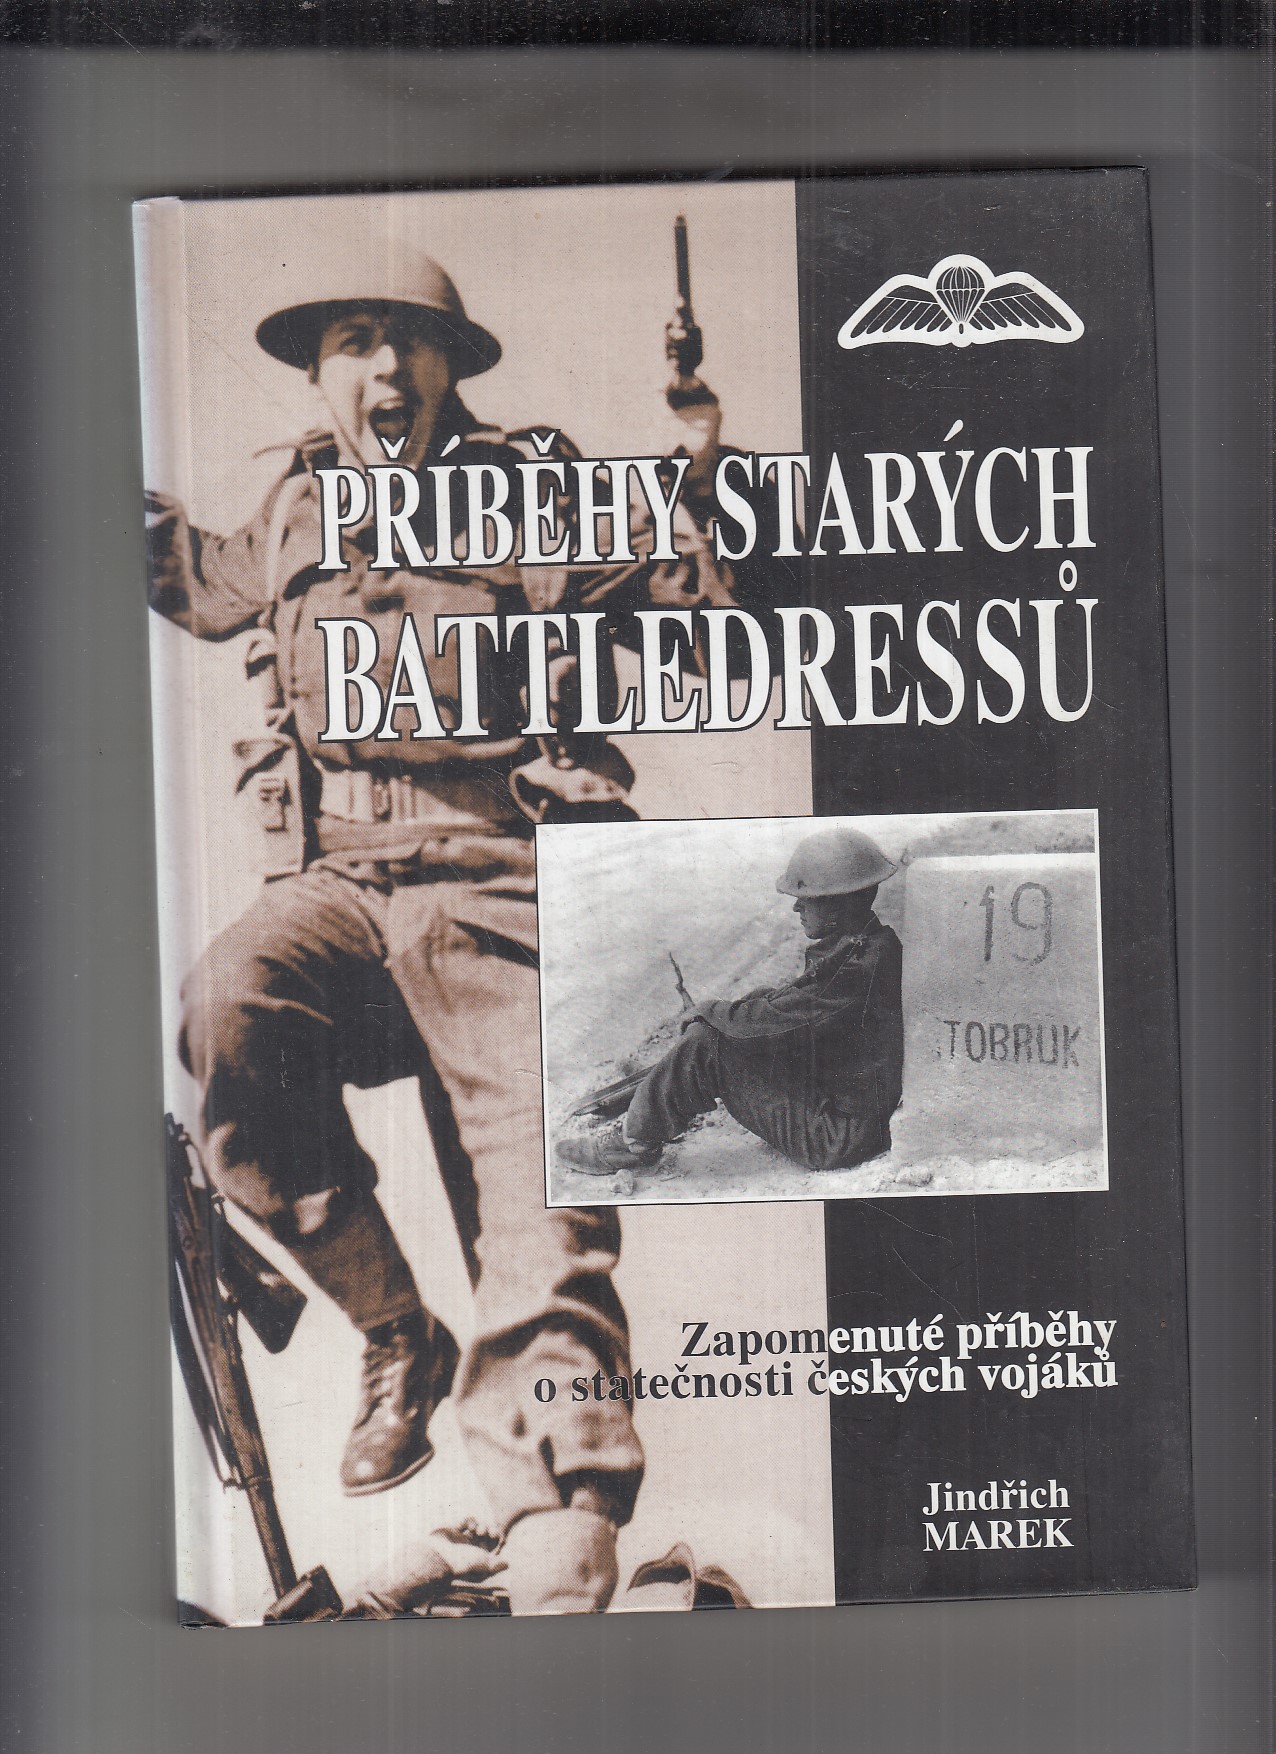 PŘÍBĚHY STARÝCH
BATTLEDRESSŮ
19
TOBRUK
Zapomenuté příběhy
o statečnosti českých vojáků
Jindřich
MAREK